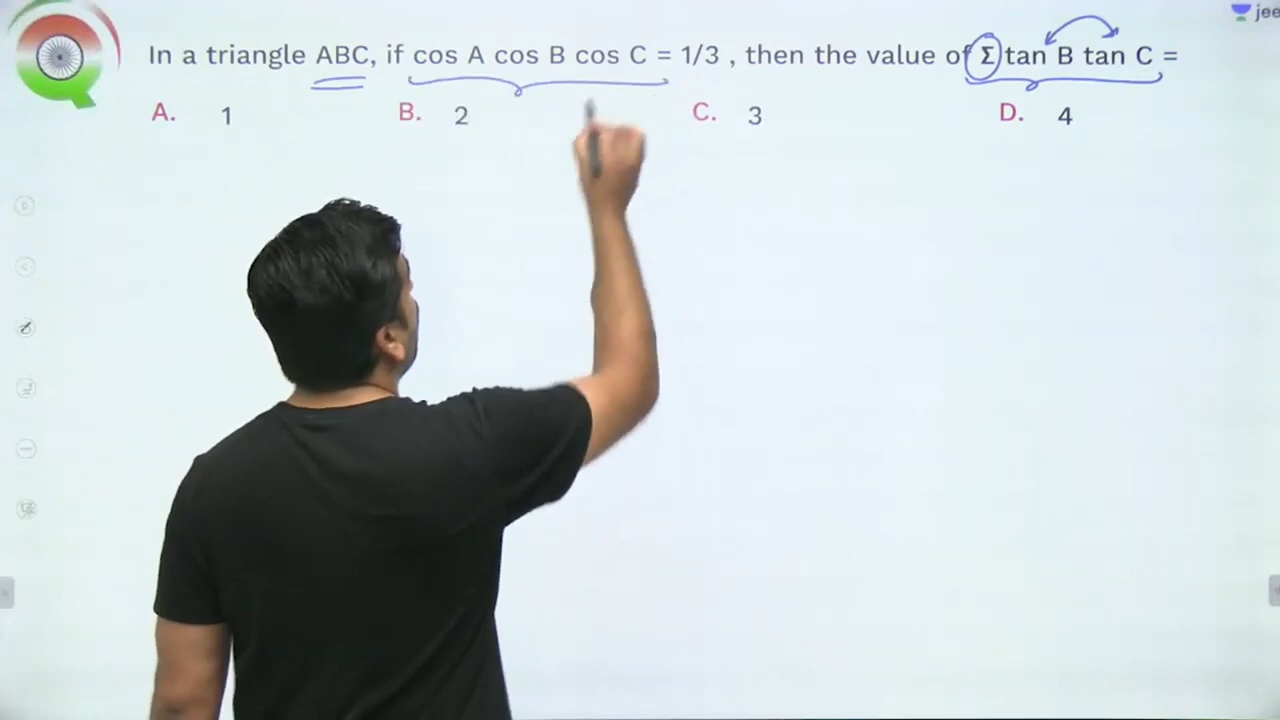 jee
In a triangle ABC, if cos A cos B cos C = 1/3 , then the value of Σ tan B tan C =
A. 1 B. 2 C. 3 D. 4